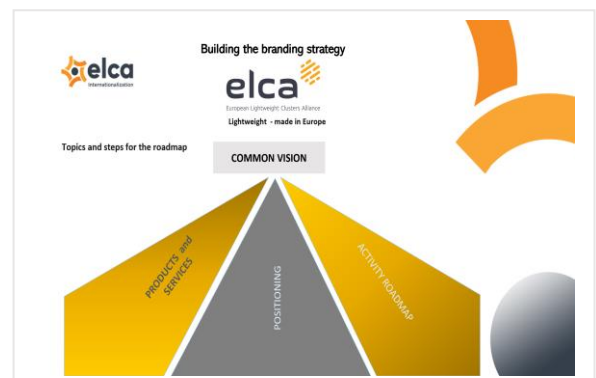 Building the branding strategy
elca
Internationalization
elca
European Lightweight Clusters Alliance
Lightweight - made in Europe
Topics and steps for the roadmap
COMMON VISION
PRODUCTS and
SERVICES
POSITIONING
ACTIVITY ROADMAP